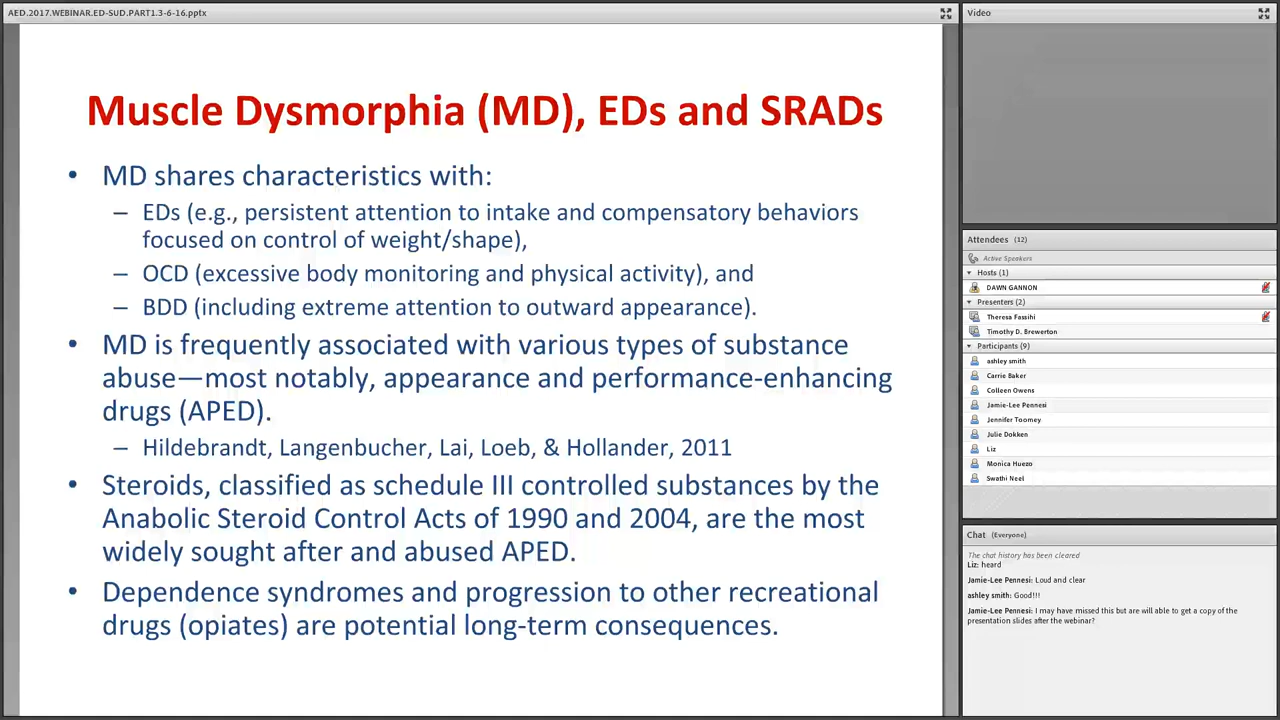 AED.2017.WEBINAR.ED-SUD.PART1.3-6-16.pptx
Muscle Dysmorphia (MD), EDs and SRADs
• MD shares characteristics with:
– EDs (e.g., persistent attention to intake and compensatory behaviors
focused on control of weight/shape),
– OCD (excessive body monitoring and physical activity), and
– BDD (including extreme attention to outward appearance).
• MD is frequently associated with various types of substance
abuse—most notably, appearance and performance-enhancing
drugs (APED).
– Hildebrandt, Langenbucher, Lai, Loeb, & Hollander, 2011
• Steroids, classified as schedule III controlled substances by the
Anabolic Steroid Control Acts of 1990 and 2004, are the most
widely sought after and abused APED.
• Dependence syndromes and progression to other recreational
drugs (opiates) are potential long-term consequences.
Video
Attendees (12)
Active Speakers
Hosts (1)
DAWN GANNON
Presenters (2)
Theresa Fassihi
Timothy D. Brewerton
Participants (9)
ashley smith
Carrie Baker
Colleen Owens
Jamie-Lee Pennesi
Jennifer Toomey
Julie Dokken
Liz
Monica Huezo
Swathi Neel
Chat (Everyone)
The chat history has been cleared
Liz: heard
Jamie-Lee Pennesi: Loud and clear
ashley smith: Good!!!
Jamie-Lee Pennesi: I may have missed this but are will able to get a copy of the
presentation slides after the webinar?